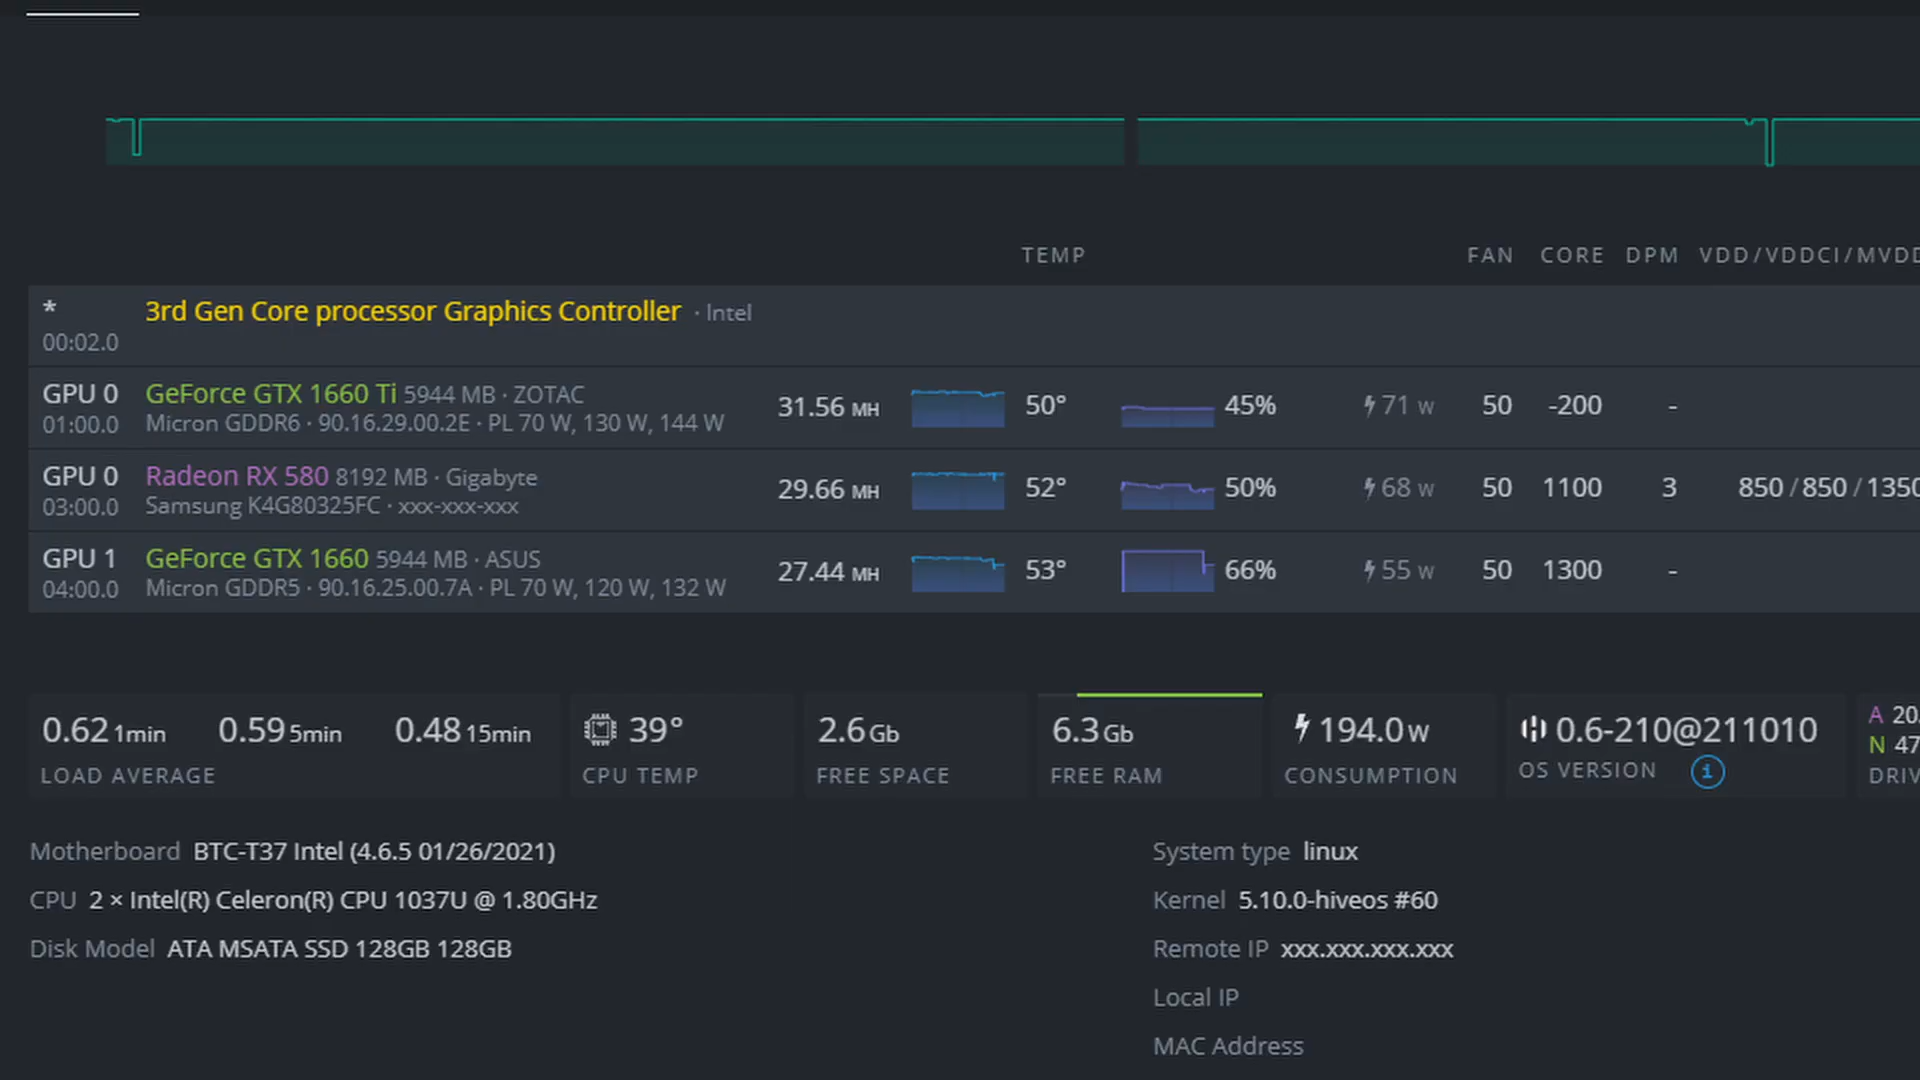 TEMP FAN CORE DPM VDD/VDDCI/MVDD
* 3rd Gen Core processor Graphics Controller · Intel
00:02.0
GPU 0 GeForce GTX 1660 Ti 5944 MB · ZOTAC 31.56 MH 50° 45% 71 W 50 -200 -
01:00.0 Micron GDDR6 · 90.16.29.00.2E · PL 70 W, 130 W, 144 W
GPU 0 Radeon RX 580 8192 MB · Gigabyte 29.66 MH 52° 50% 68 W 50 1100 3 850 / 850 / 1350
03:00.0 Samsung K4G80325FC · xxx-xxx-xxx
GPU 1 GeForce GTX 1660 5944 MB · ASUS 27.44 MH 53° 66% 55 W 50 1300 -
04:00.0 Micron GDDR5 · 90.16.25.00.7A · PL 70 W, 120 W, 132 W
0.62 1min 0.59 5min 0.48 15min
LOAD AVERAGE
39°
CPU TEMP
2.6 Gb
FREE SPACE
6.3 Gb
FREE RAM
194.0 W
CONSUMPTION
0.6-210@211010
OS VERSION i
A 20.
N 47
DRIV
Motherboard BTC-T37 Intel (4.6.5 01/26/2021)
CPU 2 × Intel(R) Celeron(R) CPU 1037U @ 1.80GHz
Disk Model ATA MSATA SSD 128GB 128GB
System type linux
Kernel 5.10.0-hiveos #60
Remote IP xxx.xxx.xxx.xxx
Local IP
MAC Address